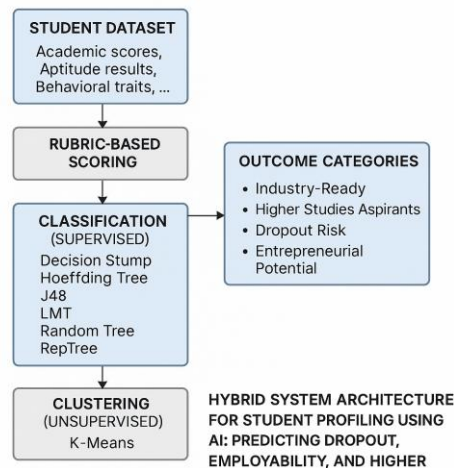 STUDENT DATASET
Academic scores,
Aptitude results,
Behavioral traits, ...
RUBRIC-BASED
SCORING
CLASSIFICATION
(SUPERVISED)
Decision Stump
Hoeffding Tree
J48
LMT
Random Tree
RepTree
OUTCOME CATEGORIES
• Industry-Ready
• Higher Studies Aspirants
• Dropout Risk
• Entrepreneurial
Potential
CLUSTERING
(UNSUPERVISED)
K-Means
HYBRID SYSTEM ARCHITECTURE
FOR STUDENT PROFILING USING
AI: PREDICTING DROPOUT,
EMPLOYABILITY, AND HIGHER